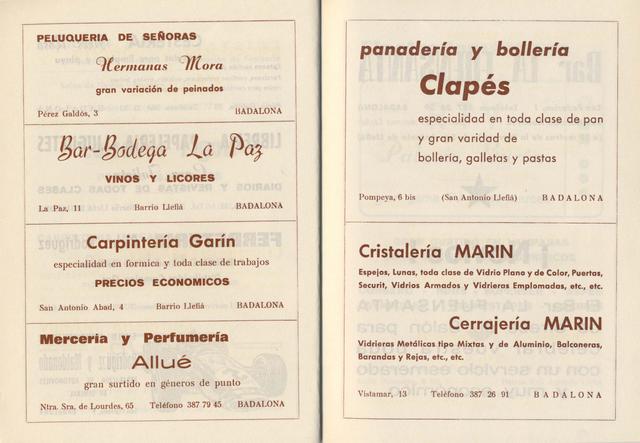 PELUQUERIA DE SEÑORAS
Hermanas Mora
gran variación de peinados
Pérez Galdós, 3 BADALONA
Bar-Bodega La Paz
VINOS Y LICORES
La Paz, 11 Barrio Llefiá BADALONA
Carpintería Garín
especialidad en formica y toda clase de trabajos
PRECIOS ECONOMICOS
San Antonio Abad, 4 Barrio Llefiá BADALONA
Merceria y Perfumería
Allué
gran surtido en géneros de punto
Ntra. Sra. de Lourdes, 65 Teléfono 387 79 45 BADALONA
panadería y bollería
Clapés
especialidad en toda clase de pan
y gran varidad de
bollería, galletas y pastas
Pompeya, 6 bis (San Antonio Llefiá) BADALONA
Cristalería MARIN
Espejos, Lunas, toda clase de Vidrio Plano y de Color, Puertas,
Securit, Vidrios Armados y Vidrieras Emplomadas, etc., etc.
Cerrajería MARIN
Vidrieras Metálicas tipo Mixtas y de Aluminio, Balconeras,
Barandas y Rejas, etc., etc.
Vistamar, 13 Teléfono 387 26 91 BADALONA